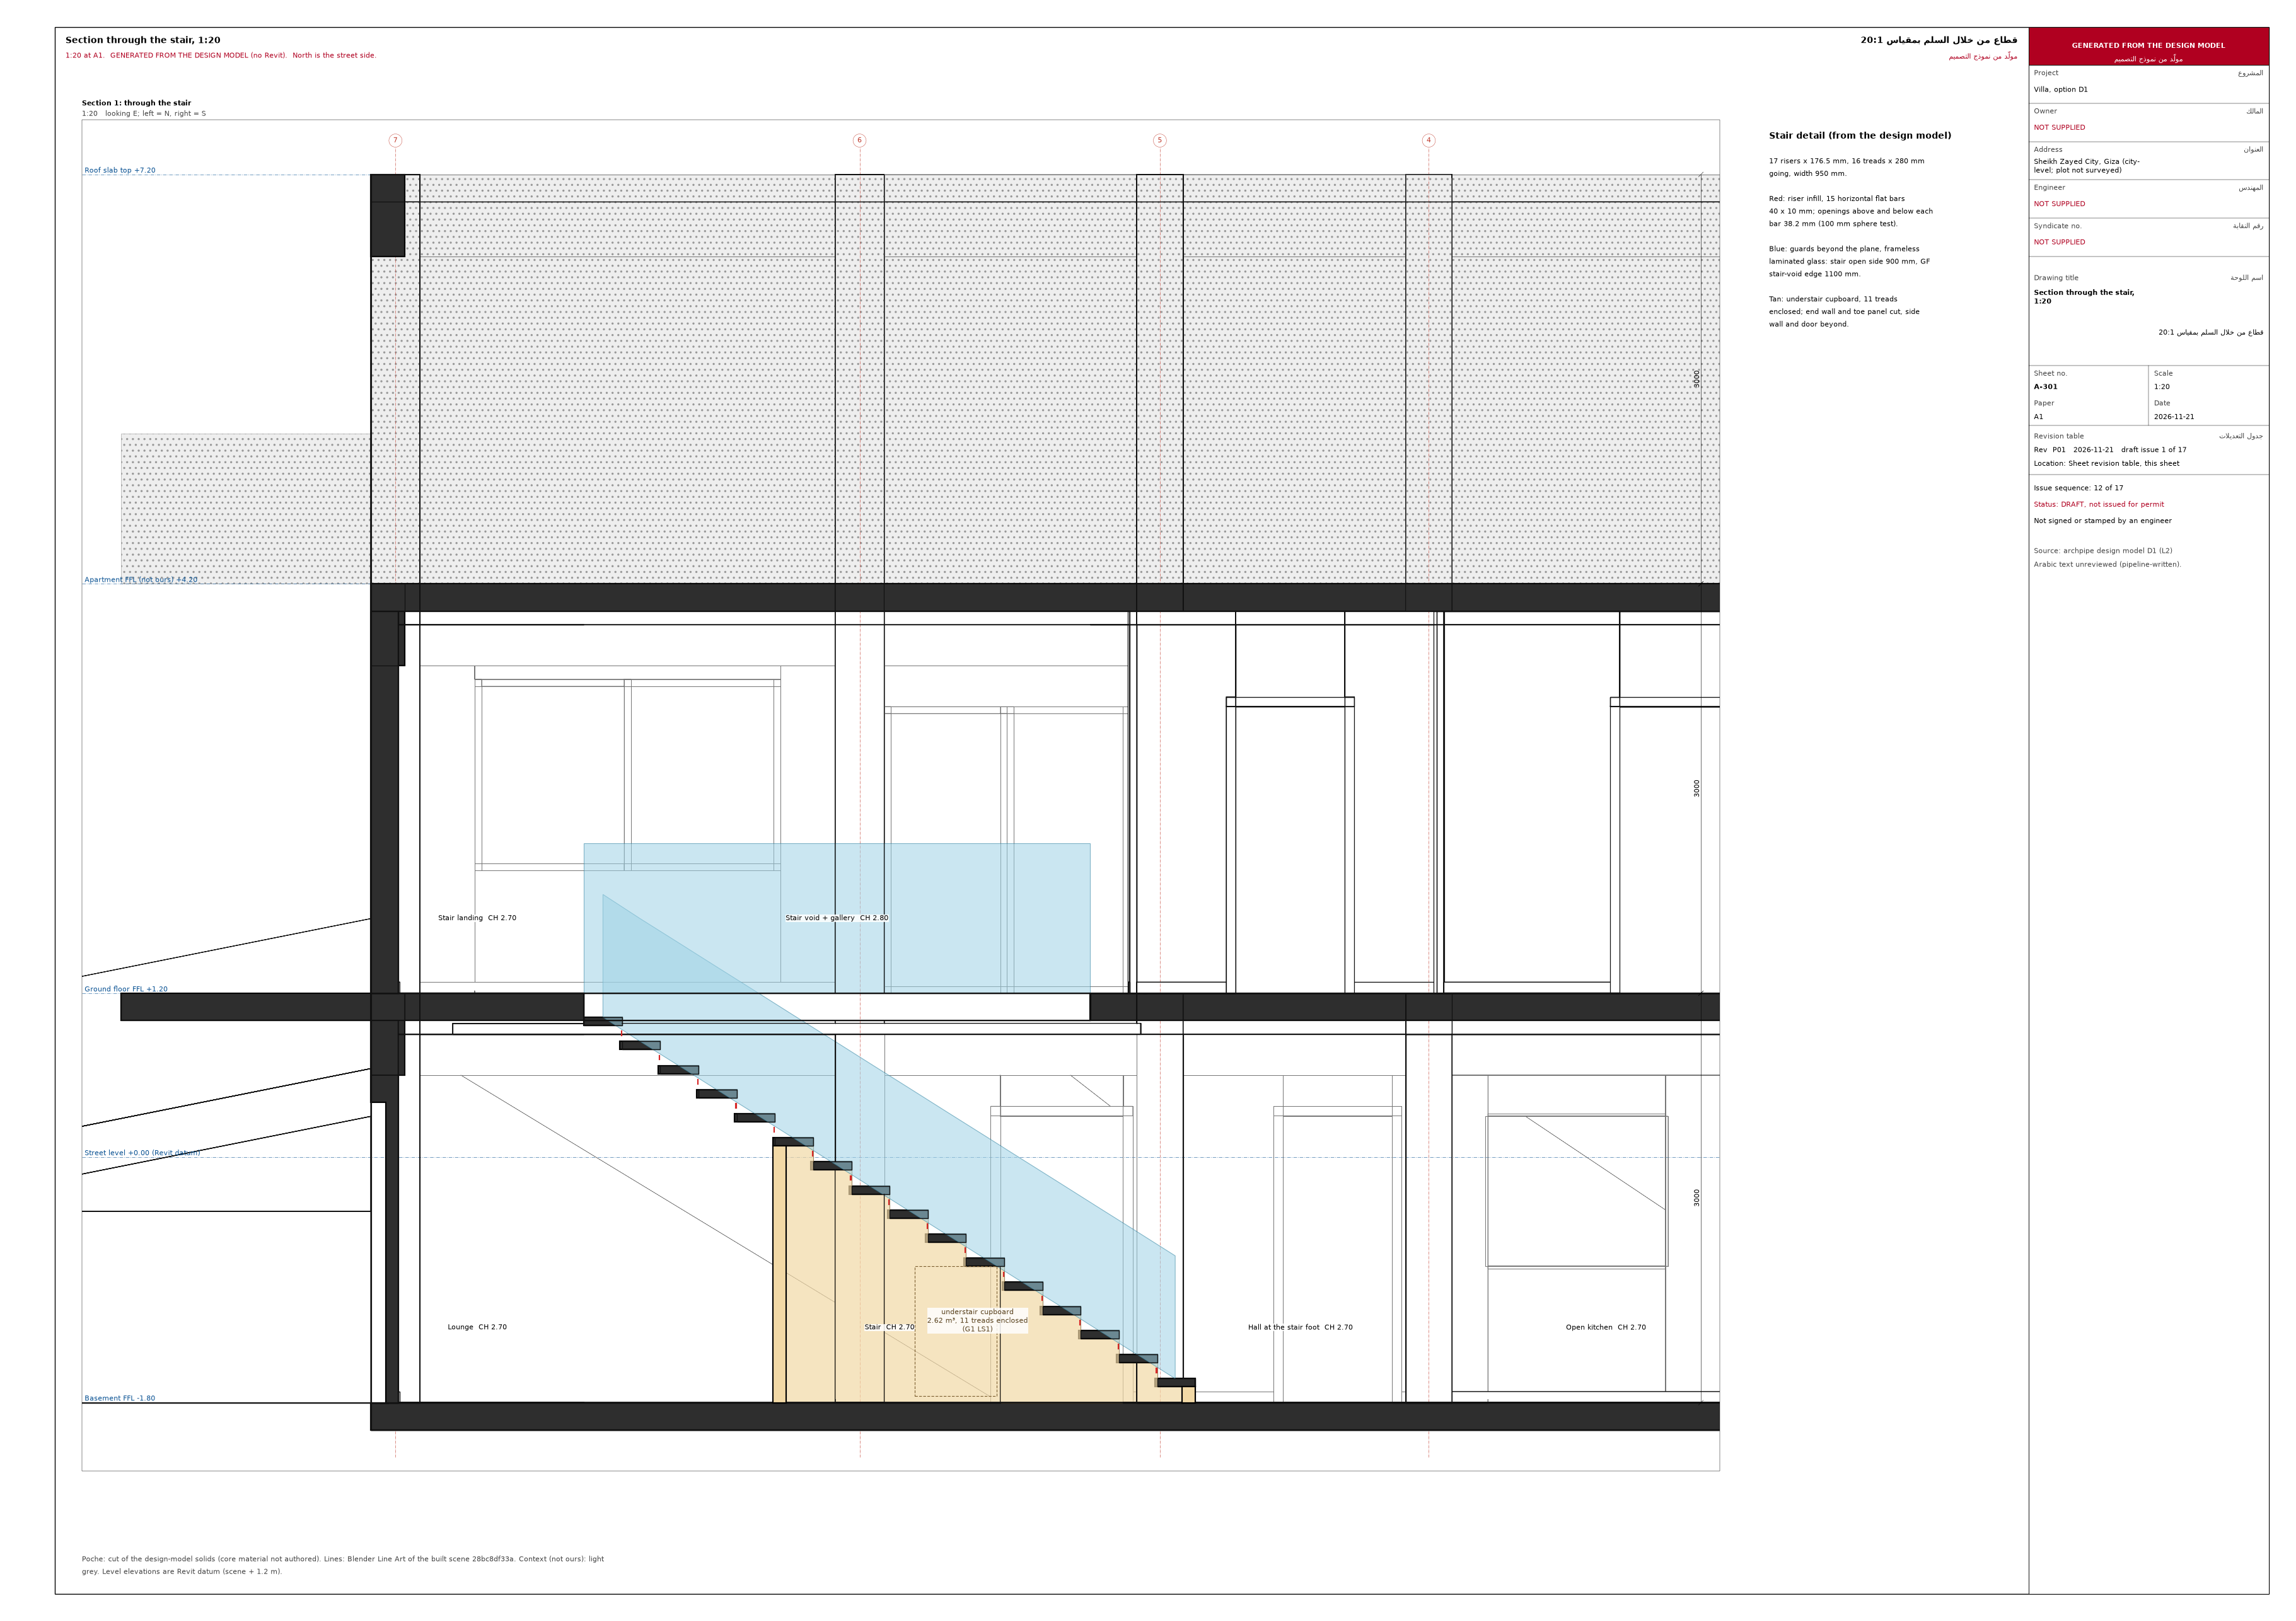 Section through the stair, 1:20
1:20 at A1. GENERATED FROM THE DESIGN MODEL (no Revit). North is the street side.
قطاع من خلال السلم بمقياس 1:20
مولّد من نموذج التصميم
Section 1: through the stair
1:20 looking E; left = N, right = S
7
6
5
4
Roof slab top +7.20
3000
Apartment FFL (not ours) +4.20
3000
Stair landing CH 2.70
Stair void + gallery CH 2.80
Ground floor FFL +1.20
Street level +0.00 (Revit datum)
3000
understair cupboard
2.62 m³, 11 treads enclosed
(G1 LS1)
Lounge CH 2.70
Stair CH 2.70
Hall at the stair foot CH 2.70
Open kitchen CH 2.70
Basement FFL -1.80
Poche: cut of the design-model solids (core material not authored). Lines: Blender Line Art of the built scene 28bc8df33a. Context (not ours): light
grey. Level elevations are Revit datum (scene + 1.2 m).
Stair detail (from the design model)
17 risers x 176.5 mm, 16 treads x 280 mm
going, width 950 mm.
Red: riser infill, 15 horizontal flat bars
40 x 10 mm; openings above and below each
bar 38.2 mm (100 mm sphere test).
Blue: guards beyond the plane, frameless
laminated glass: stair open side 900 mm, GF
stair-void edge 1100 mm.
Tan: understair cupboard, 11 treads
enclosed; end wall and toe panel cut, side
wall and door beyond.
GENERATED FROM THE DESIGN MODEL
مولّد من نموذج التصميم
Project المشروع
Villa, option D1
Owner المالك
NOT SUPPLIED
Address العنوان
Sheikh Zayed City, Giza (city-
level; plot not surveyed)
Engineer المهندس
NOT SUPPLIED
Syndicate no. رقم النقابة
NOT SUPPLIED
Drawing title اسم اللوحة
Section through the stair,
1:20
قطاع من خلال السلم بمقياس 1:20
Sheet no. Scale
A-301 1:20
Paper Date
A1 2026-11-21
Revision table جدول التعديلات
Rev P01 2026-11-21 draft issue 1 of 17
Location: Sheet revision table, this sheet
Issue sequence: 12 of 17
Status: DRAFT, not issued for permit
Not signed or stamped by an engineer
Source: archpipe design model D1 (L2)
Arabic text unreviewed (pipeline-written).